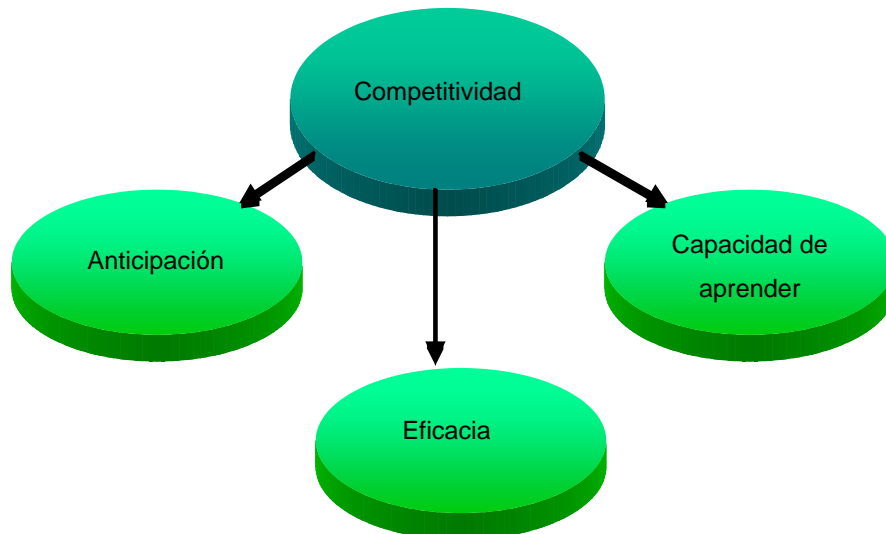 Competitividad
Anticipación
Capacidad de
aprender
Eficacia